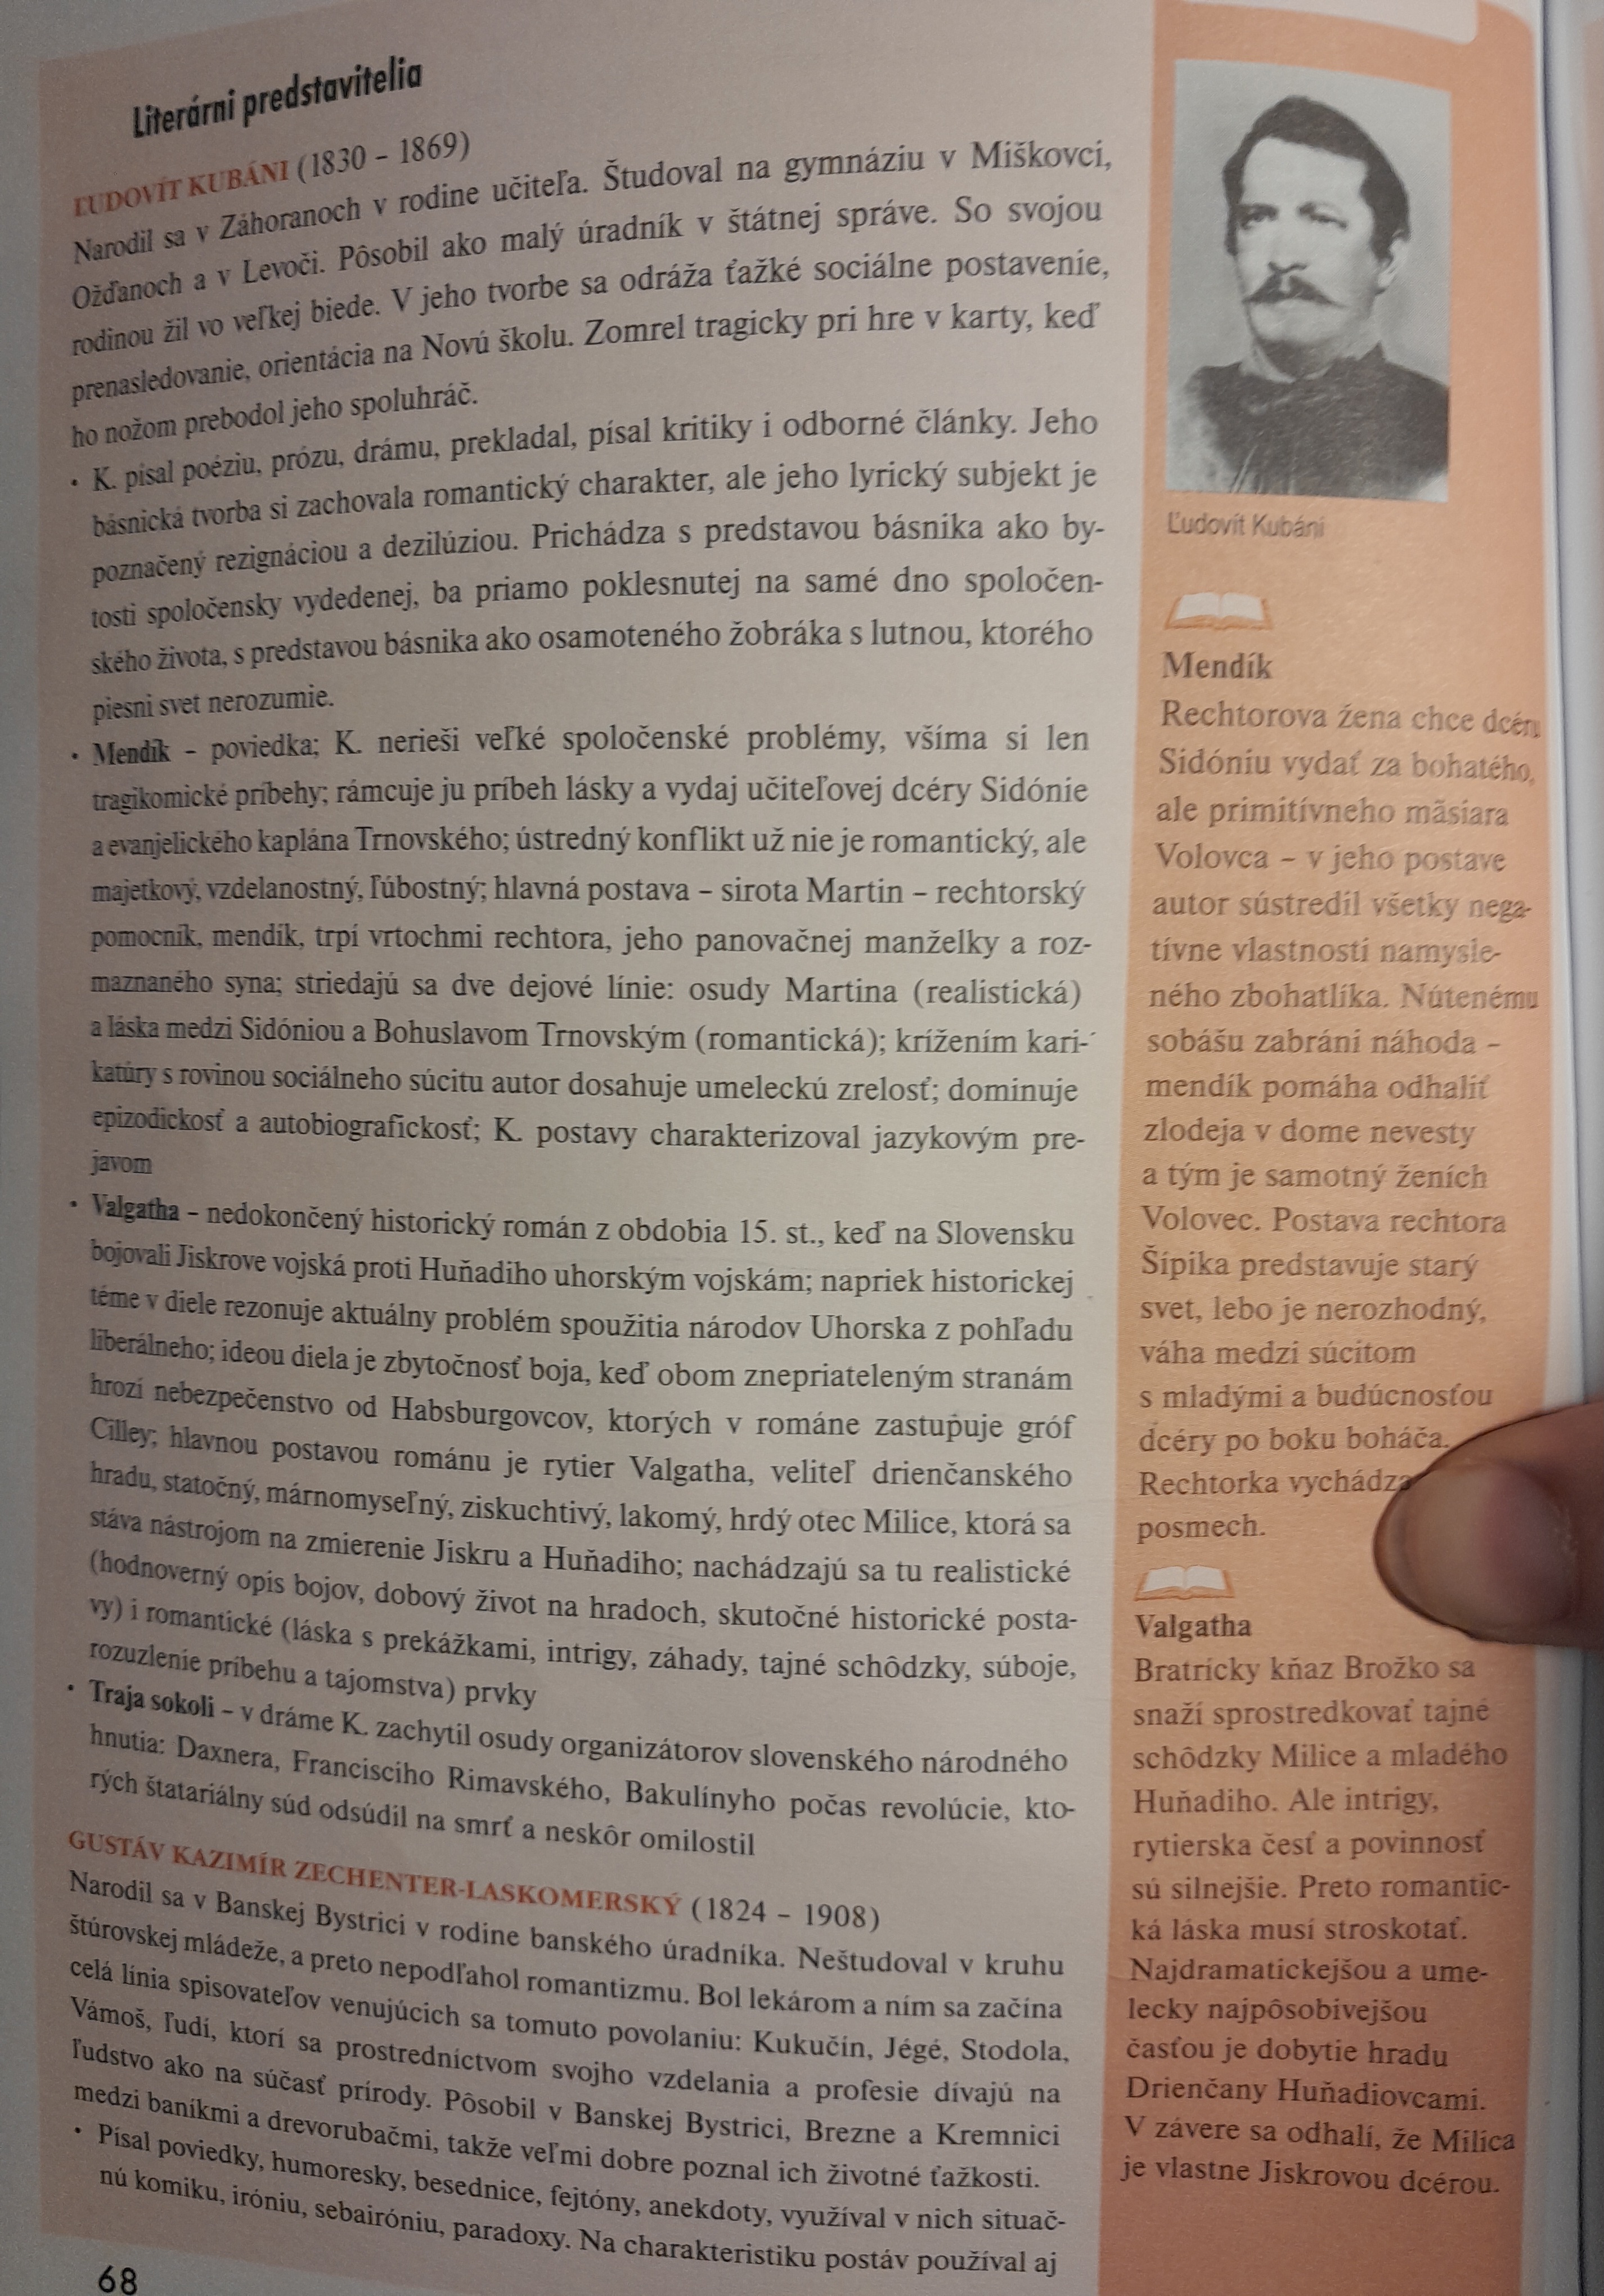 Literárni predstavitelia
ĽUDOVÍT KUBÁNI (1830 – 1869)
Narodil sa v Záhoranoch v rodine učiteľa. Študoval na gymnáziu v Miškovci,
Ožďanoch a v Levoči. Pôsobil ako malý úradník v štátnej správe. So svojou
rodinou žil vo veľkej biede. V jeho tvorbe sa odráža ťažké sociálne postavenie,
prenasledovanie, orientácia na Novú školu. Zomrel tragicky pri hre v karty, keď
ho nožom prebodol jeho spoluhráč.
• K. písal poéziu, prózu, drámu, prekladal, písal kritiky i odborné články. Jeho
básnická tvorba si zachovala romantický charakter, ale jeho lyrický subjekt je
poznačený rezignáciou a dezilúziou. Prichádza s predstavou básnika ako by-
tosti spoločensky vydedenej, ba priamo poklesnutej na samé dno spoločen-
ského života, s predstavou básnika ako osamoteného žobráka s lutnou, ktorého
piesni svet nerozumie.
• Mendík – poviedka; K. nerieši veľké spoločenské problémy, všíma si len
tragikomické príbehy; rámcuje ju príbeh lásky a vydaj učiteľovej dcéry Sidónie
a evanjelického kaplána Trnovského; ústredný konflikt už nie je romantický, ale
majetkový, vzdelanostný, ľúbostný; hlavná postava – sirota Martin – rechtorský
pomocník, mendík, trpí vrtochmi rechtora, jeho panovačnej manželky a roz-
maznaného syna; striedajú sa dve dejové línie: osudy Martina (realistická)
a láska medzi Sidóniou a Bohuslavom Trnovským (romantická); krížením kari-
katúry s rovinou sociálneho súcitu autor dosahuje umeleckú zrelosť; dominuje
epizodickosť a autobiografickosť; K. postavy charakterizoval jazykovým pre-
javom
• Valgatha – nedokončený historický román z obdobia 15. st., keď na Slovensku
bojovali Jiskrove vojská proti Huňadiho uhorským vojskám; napriek historickej
téme v diele rezonuje aktuálny problém spoužitia národov Uhorska z pohľadu
liberálneho; ideou diela je zbytočnosť boja, keď obom znepriateleným stranám
hrozí nebezpečenstvo od Habsburgovcov, ktorých v románe zastupuje gróf
Cilley; hlavnou postavou románu je rytier Valgatha, veliteľ drienčanského
hradu, statočný, márnomyseľný, ziskuchtivý, lakomý, hrdý otec Milice, ktorá sa
stáva nástrojom na zmierenie Jiskru a Huňadiho; nachádzajú sa tu realistické
(hodnoverný opis bojov, dobový život na hradoch, skutočné historické posta-
vy) i romantické (láska s prekážkami, intrigy, záhady, tajné schôdzky, súboje,
rozuzlenie príbehu a tajomstva) prvky
• Traja sokoli – v dráme K. zachytil osudy organizátorov slovenského národného
hnutia: Daxnera, Francisciho Rimavského, Bakulínyho počas revolúcie, kto-
rých štatariálny súd odsúdil na smrť a neskôr omilostil
GUSTÁV KAZIMÍR ZECHENTER-LASKOMERSKÝ (1824 – 1908)
Narodil sa v Banskej Bystrici v rodine banského úradníka. Neštudoval v kruhu
štúrovskej mládeže, a preto nepodľahol romantizmu. Bol lekárom a ním sa začína
celá línia spisovateľov venujúcich sa tomuto povolaniu: Kukučín, Jégé, Stodola,
Vámoš, ľudí, ktorí sa prostredníctvom svojho vzdelania a profesie dívajú na
ľudstvo ako na súčasť prírody. Pôsobil v Banskej Bystrici, Brezne a Kremnici
medzi baníkmi a drevorubačmi, takže veľmi dobre poznal ich životné ťažkosti.
• Písal poviedky, humoresky, besednice, fejtóny, anekdoty, využíval v nich situač-
nú komiku, iróniu, sebairóniu, paradoxy. Na charakteristiku postáv používal aj
68
Ľudovít Kubáni
Mendík
Rechtorova žena chce dcéru
Sidóniu vydať za bohatého,
ale primitívneho mäsiara
Volovca – v jeho postave
autor sústredil všetky nega-
tívne vlastnosti namysle-
ného zbohatlíka. Nútenému
sobášu zabráni náhoda –
mendík pomáha odhaliť
zlodeja v dome nevesty
a tým je samotný ženích
Volovec. Postava rechtora
Šípika predstavuje starý
svet, lebo je nerozhodný,
váha medzi súcitom
s mladými a budúcnosťou
dcéry po boku boháča.
Rechtorka vychádza
posmech.
Valgatha
Bratrícky kňaz Brožko sa
snaží sprostredkovať tajné
schôdzky Milice a mladého
Huňadiho. Ale intrigy,
rytierska česť a povinnosť
sú silnejšie. Preto romantic-
ká láska musí stroskotať.
Najdramatickejšou a ume-
lecky najpôsobivejšou
časťou je dobytie hradu
Drienčany Huňadiovcami.
V závere sa odhalí, že Milica
je vlastne Jiskrovou dcérou.